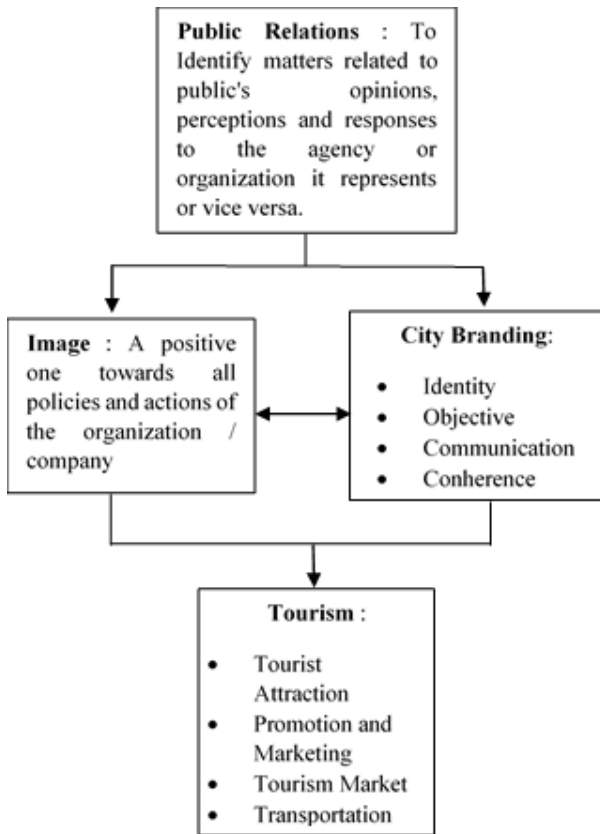 Public Relations : To
Identify matters related to
public's opinions,
perceptions and responses
to the agency or
organization it represents
or vice versa.
Image : A positive
one towards all
policies and actions of
the organization /
company
City Branding:
• Identity
• Objective
• Communication
• Conherence
Tourism :
• Tourist
Attraction
• Promotion and
Marketing
• Tourism Market
• Transportation